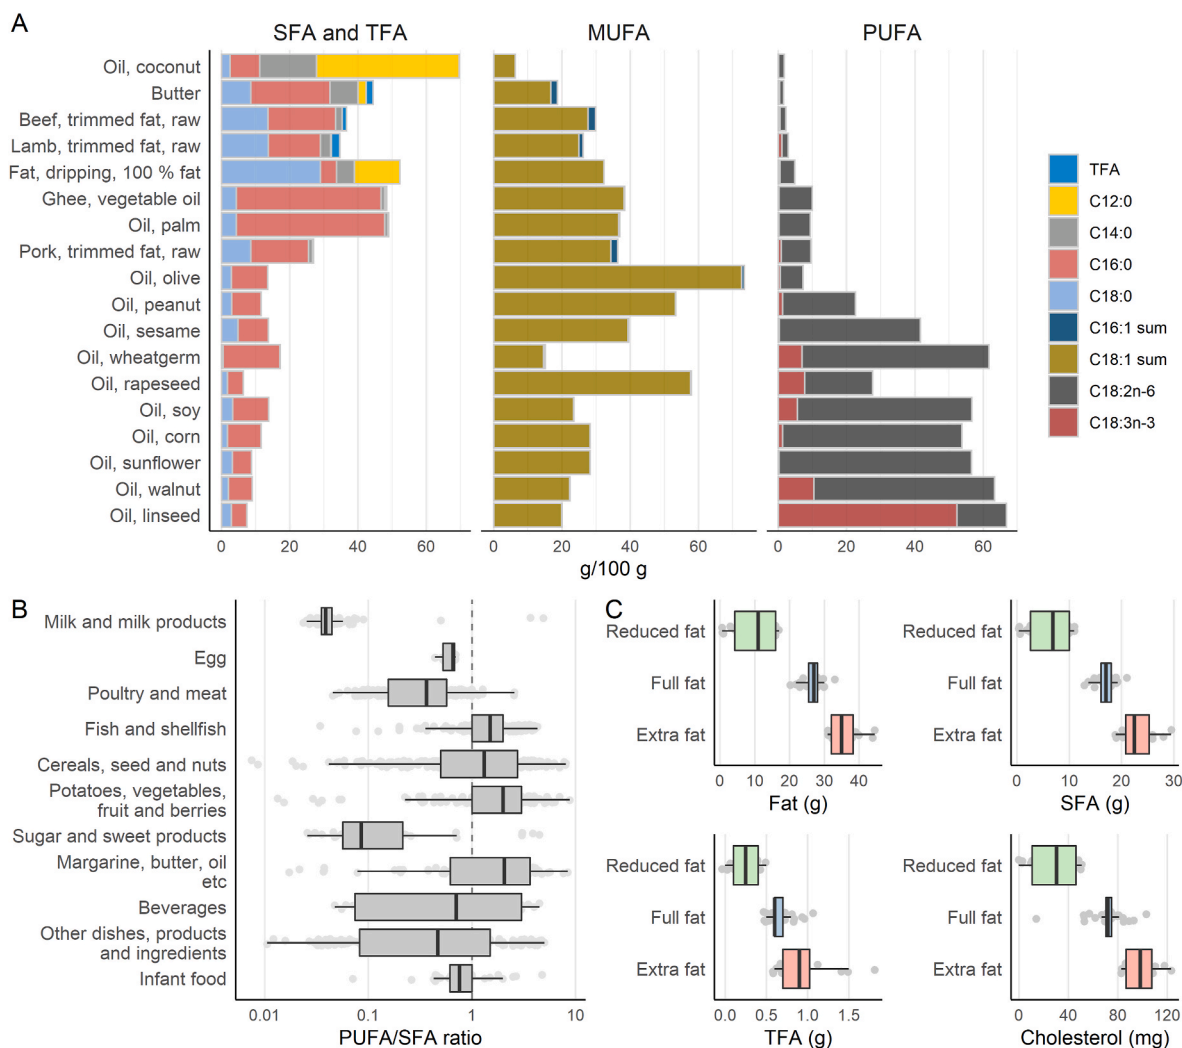 A
SFA and TFA
MUFA
PUFA
Oil, coconut
Butter
Beef, trimmed fat, raw
Lamb, trimmed fat, raw
Fat, dripping, 100 % fat
Ghee, vegetable oil
Oil, palm
Pork, trimmed fat, raw
Oil, olive
Oil, peanut
Oil, sesame
Oil, wheatgerm
Oil, rapeseed
Oil, soy
Oil, corn
Oil, sunflower
Oil, walnut
Oil, linseed
0 20 40 60
0 20 40 60
0 20 40 60
g/100 g
TFA
C12:0
C14:0
C16:0
C18:0
C16:1 sum
C18:1 sum
C18:2n-6
C18:3n-3
B
Milk and milk products
Egg
Poultry and meat
Fish and shellfish
Cereals, seed and nuts
Potatoes, vegetables,
fruit and berries
Sugar and sweet products
Margarine, butter, oil
etc
Beverages
Other dishes, products
and ingredients
Infant food
0.01 0.1 1 10
PUFA/SFA ratio
C
Reduced fat
Full fat
Extra fat
0 10 20 30 40
Fat (g)
Reduced fat
Full fat
Extra fat
0 10 20 30
SFA (g)
Reduced fat
Full fat
Extra fat
0.0 0.5 1.0 1.5
TFA (g)
Reduced fat
Full fat
Extra fat
0 40 80 120
Cholesterol (mg)